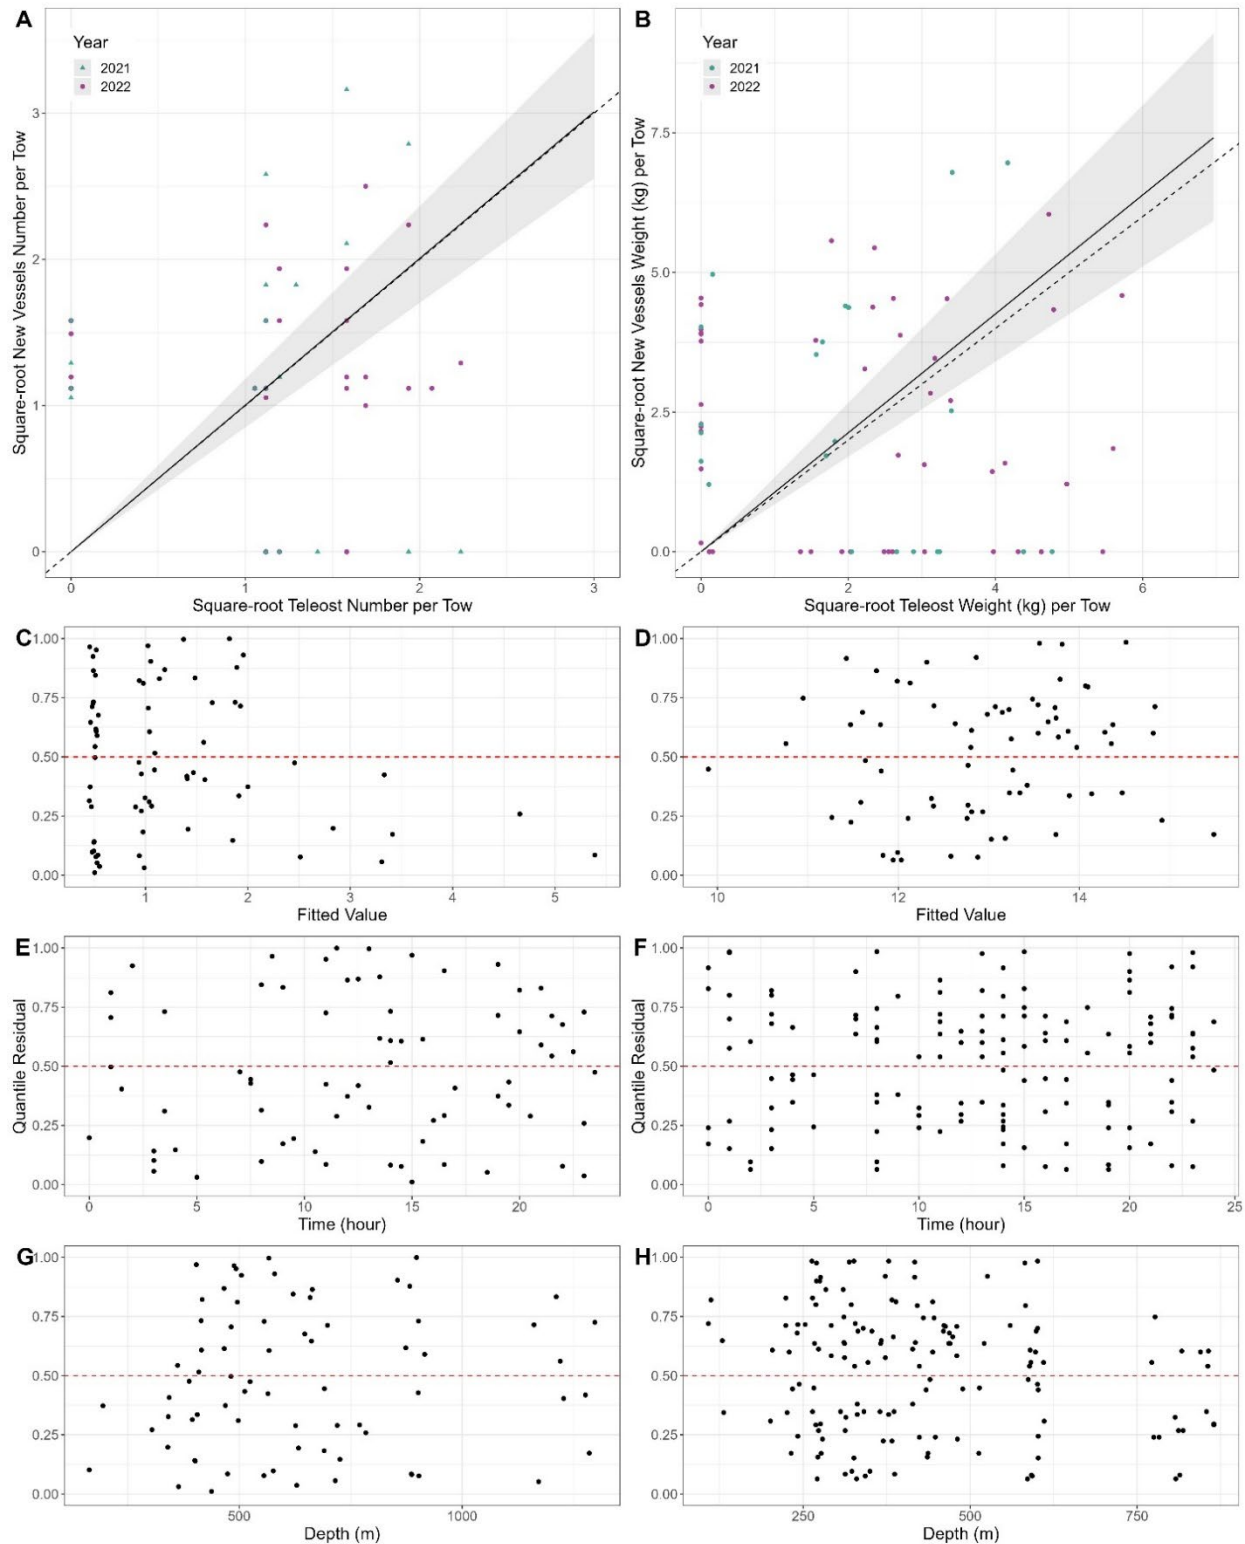 A
Year
2021
2022
Square-root New Vessels Number per Tow
3
2
1
0
0 1 2 3
Square-root Teleost Number per Tow
B
Year
2021
2022
Square-root New Vessels Weight (kg) per Tow
7.5
5.0
2.5
0.0
0 2 4 6
Square-root Teleost Weight (kg) per Tow
C
1.00
0.75
0.50
0.25
0.00
1 2 3 4 5
Fitted Value
D
1.00
0.75
0.50
0.25
0.00
10 12 14
Fitted Value
E
Quantile Residual
1.00
0.75
0.50
0.25
0.00
0 5 10 15 20
Time (hour)
F
Quantile Residual
1.00
0.75
0.50
0.25
0.00
0 5 10 15 20 25
Time (hour)
G
1.00
0.75
0.50
0.25
0.00
500 1000
Depth (m)
H
1.00
0.75
0.50
0.25
0.00
250 500 750
Depth (m)